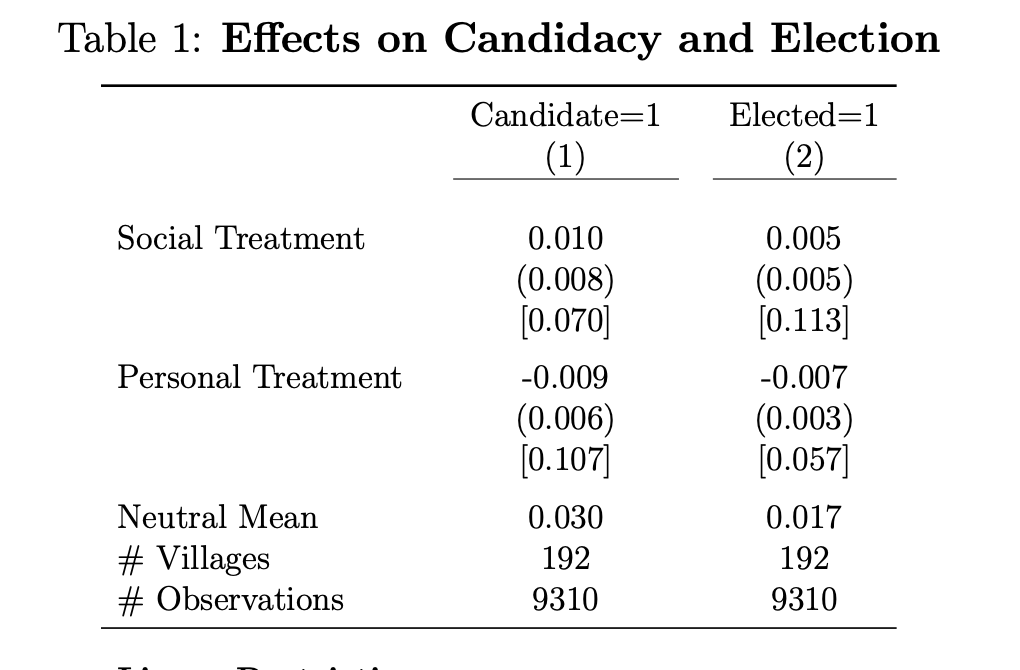 Table 1: Effects on Candidacy and Election
Candidate=1 Elected=1
(1) (2)
Social Treatment 0.010 0.005
(0.008) (0.005)
[0.070] [0.113]
Personal Treatment -0.009 -0.007
(0.006) (0.003)
[0.107] [0.057]
Neutral Mean 0.030 0.017
# Villages 192 192
# Observations 9310 9310